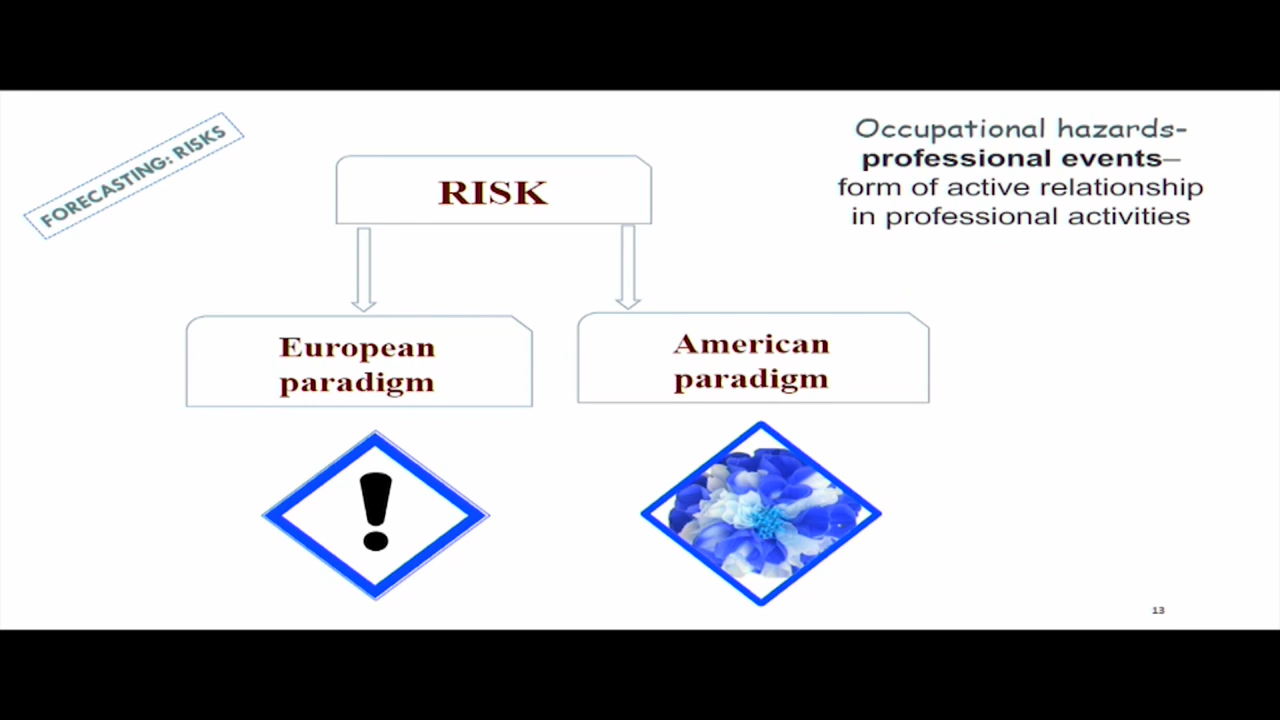 FORECASTING: RISKS
RISK
Occupational hazards-
professional events–
form of active relationship
in professional activities
European
paradigm
American
paradigm
!
13